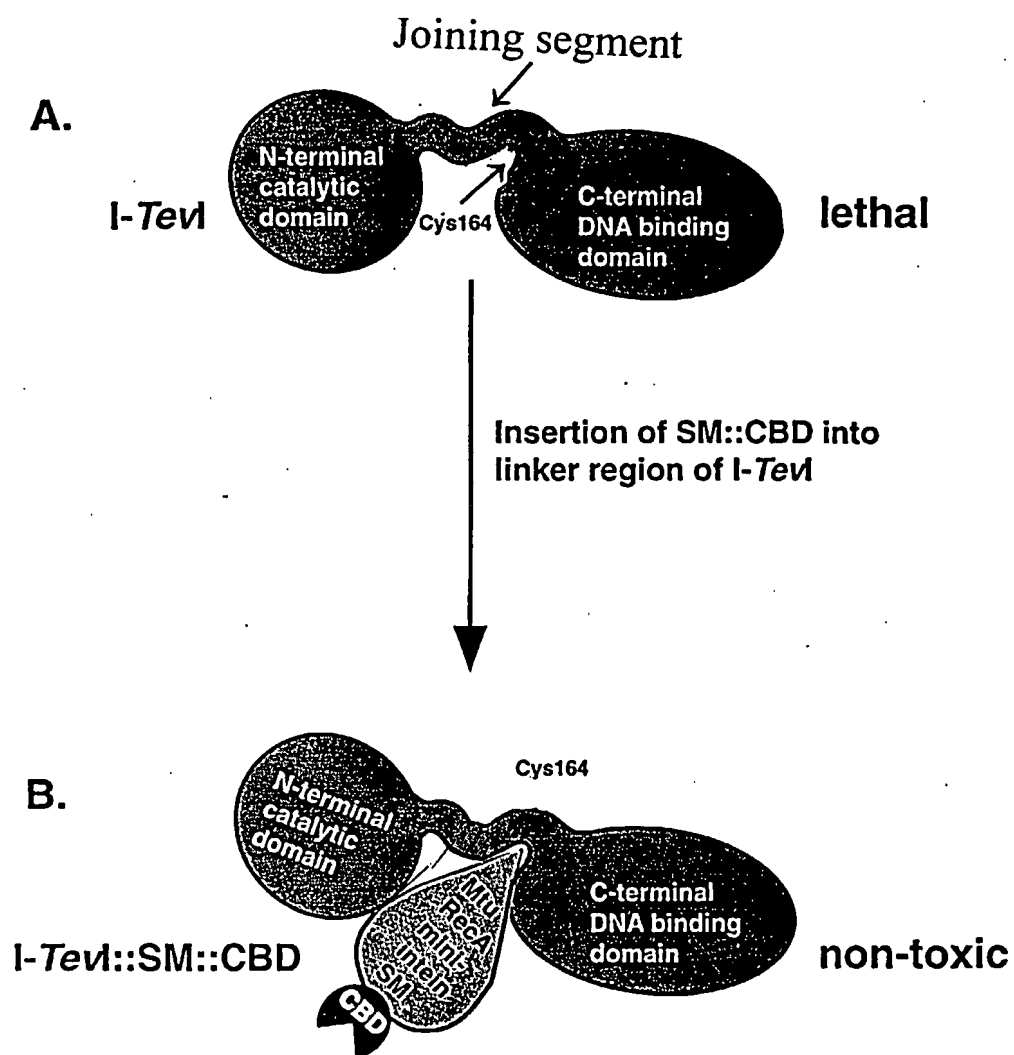 Joining segment
A.
N-terminal
catalytic
domain
I-TevI
Cys164
C-terminal
DNA binding
domain
lethal
Insertion of SM::CBD into
linker region of I-TevI
B.
Cys164
N-terminal
catalytic
domain
Mtu
RecA
mini-
intein
SM
CBD
C-terminal
DNA binding
domain
I-TevI::SM::CBD
non-toxic